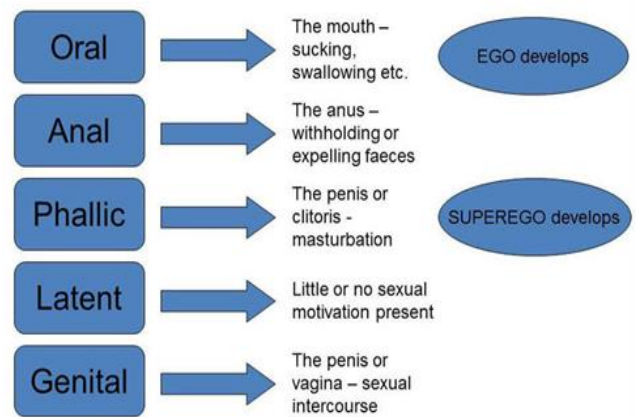 Oral
The mouth –
sucking,
swallowing etc.
EGO develops
Anal
The anus –
withholding or
expelling faeces
Phallic
The penis or
clitoris -
masturbation
SUPEREGO develops
Latent
Little or no sexual
motivation present
Genital
The penis or
vagina – sexual
intercourse